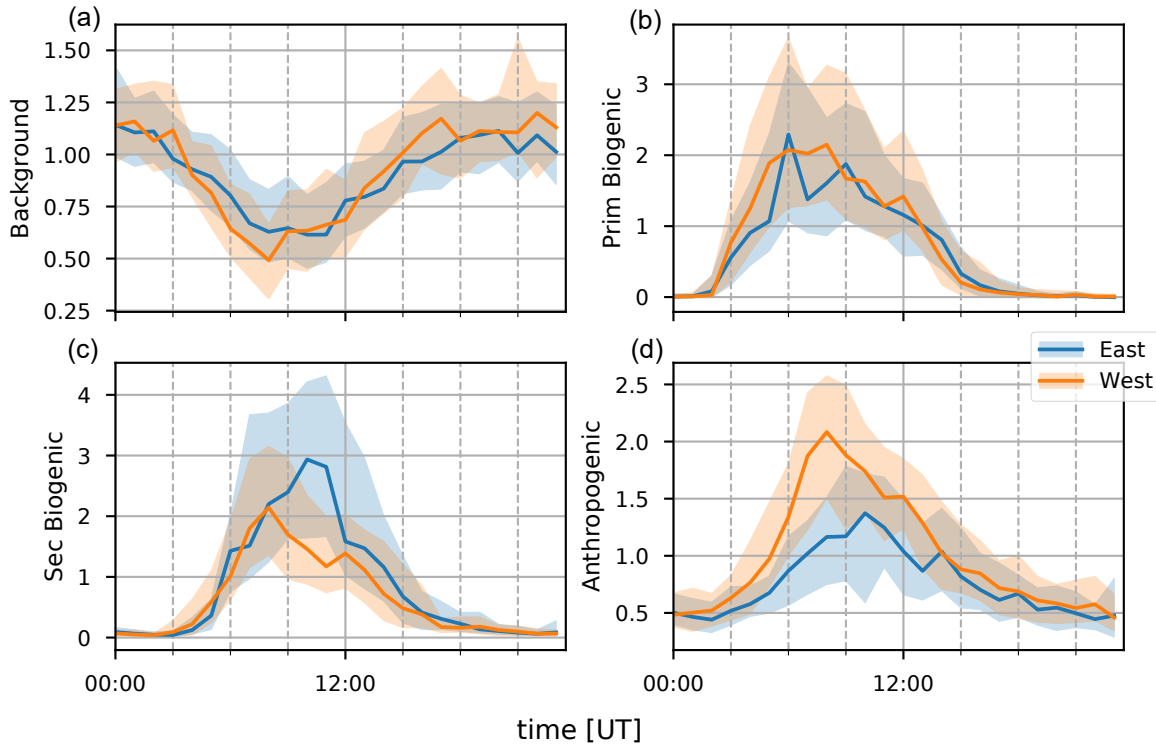 (a)
Background
1.50
1.25
1.00
0.75
0.50
0.25
(b)
Prim Biogenic
3
2
1
0
(c)
Sec Biogenic
4
3
2
1
0
00:00
12:00
(d)
Anthropogenic
2.5
2.0
1.5
1.0
0.5
00:00
12:00
East
West
time [UT]